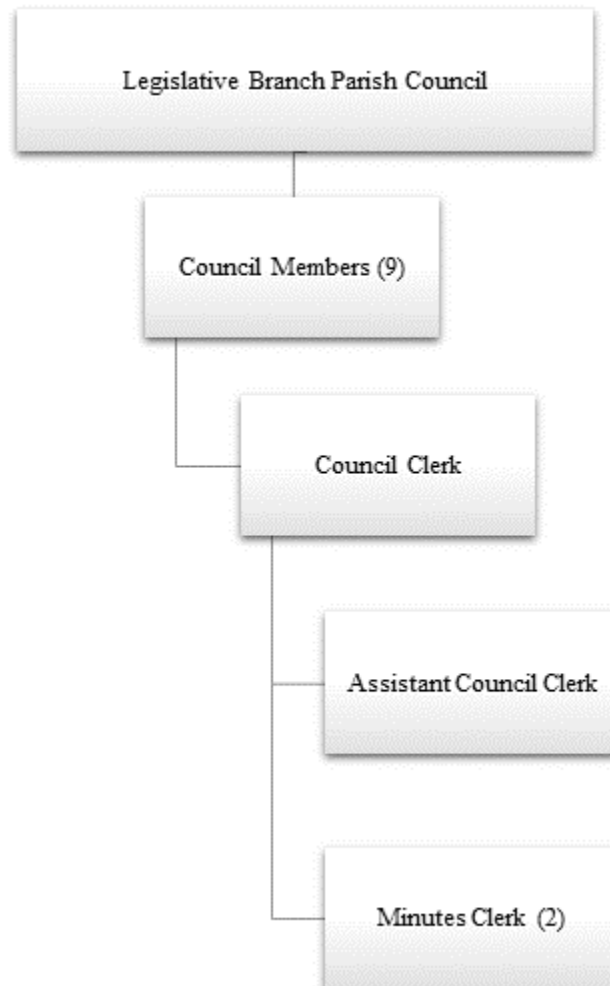 Legislative Branch Parish Council
Council Members (9)
Council Clerk
Assistant Council Clerk
Minutes Clerk (2)